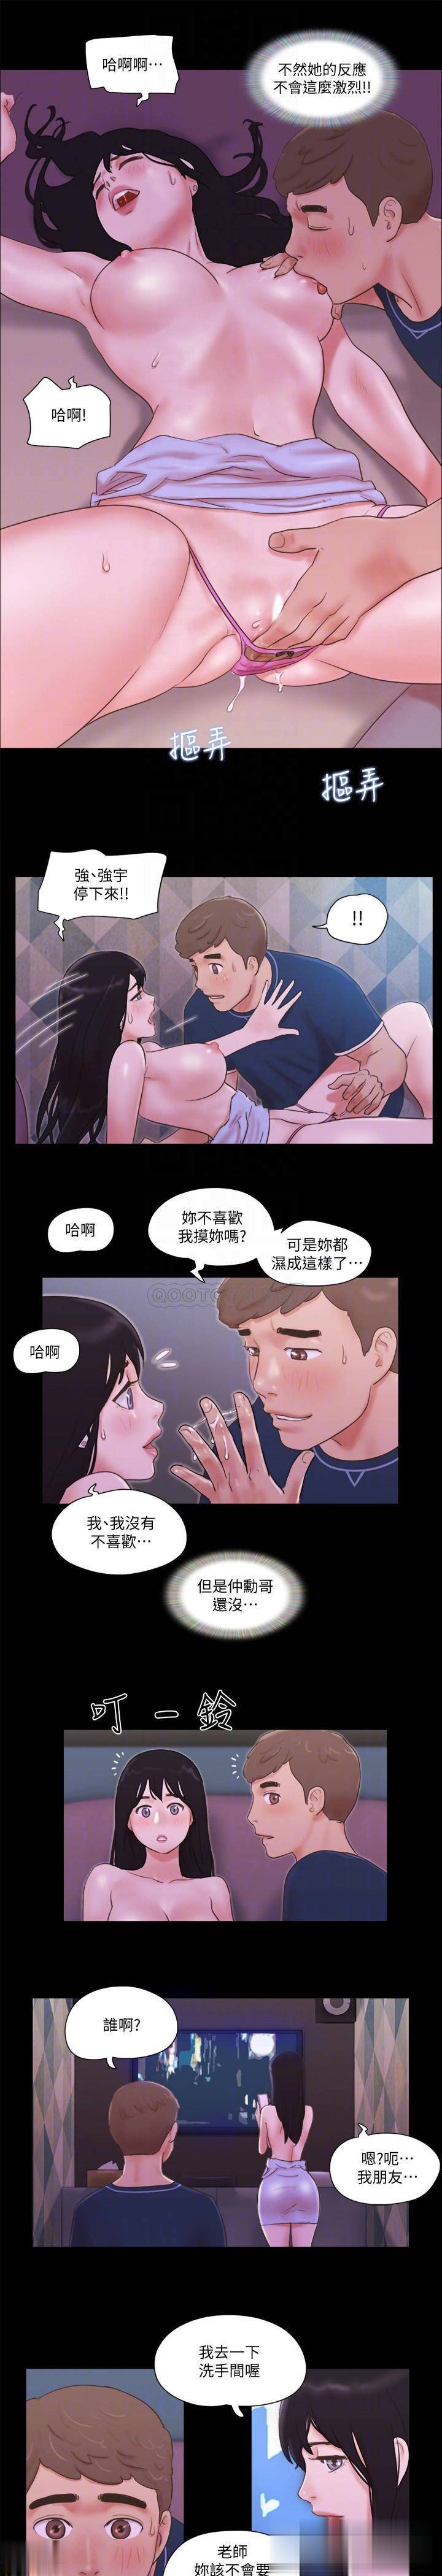 哈啊啊⋯
不然她的反應
不會這麼激烈!!
哈啊!
摳弄
摳弄
強、強宇
停下來!!
!!
哈啊
妳不喜歡
我摸妳嗎?
可是妳都
濕成這樣了⋯
哈啊
我、我沒有
不喜歡⋯
但是仲勳哥
還沒⋯
叮－鈴
誰啊?
嗯?呃⋯
我朋友⋯
我去一下
洗手間喔
老師
妳該不會要